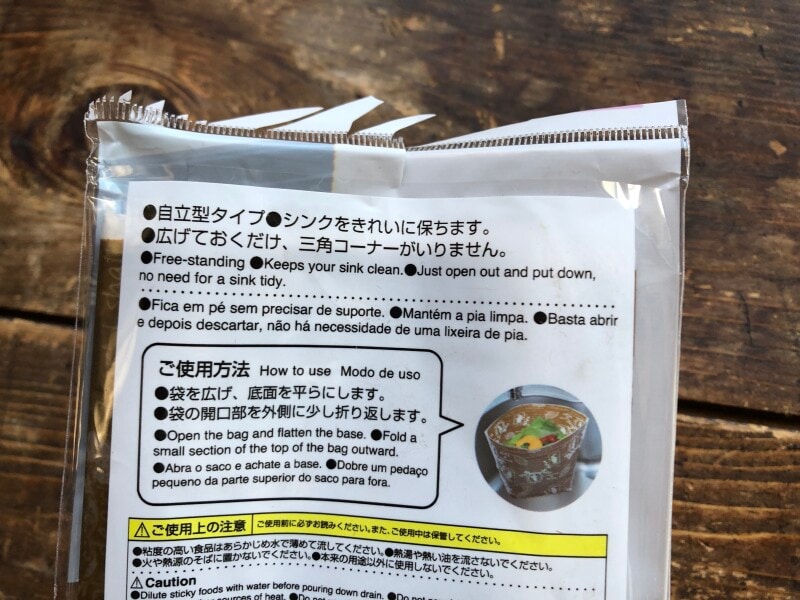 ●自立型タイプ●シンクをきれいに保ちます。
●広げておくだけ、三角コーナーがいりません。
●Free-standing ●Keeps your sink clean.●Just open out and put down,
no need for a sink tidy.
●Fica em pé sem precisar de suporte. ●Mantém a pia limpa. ●Basta abrir
e depois descartar, não há necessidade de uma lixeira de pia.
ご使用方法 How to use Modo de uso
●袋を広げ、底面を平らにします。
●袋の開口部を外側に少し折り返します。
●Open the bag and flatten the base. ●Fold a
small section of the top of the bag outward.
●Abra o saco e achate a base. ●Dobre um pedaço
pequeno da parte superior do saco para fora.
⚠ご使用上の注意 ご使用前に必ずお読みください。また、ご使用中は保管してください。
●粘度の高い食品はあらかじめ水で薄めて流してください。●熱湯や熱い油を流さないでください。
●火や熱源のそばに置かないでください。●本来の用途以外に使用しないでください。
⚠Caution
●Dilute sticky foods with water before pouring down drain. ●Do not
sources of heat. ●Do not